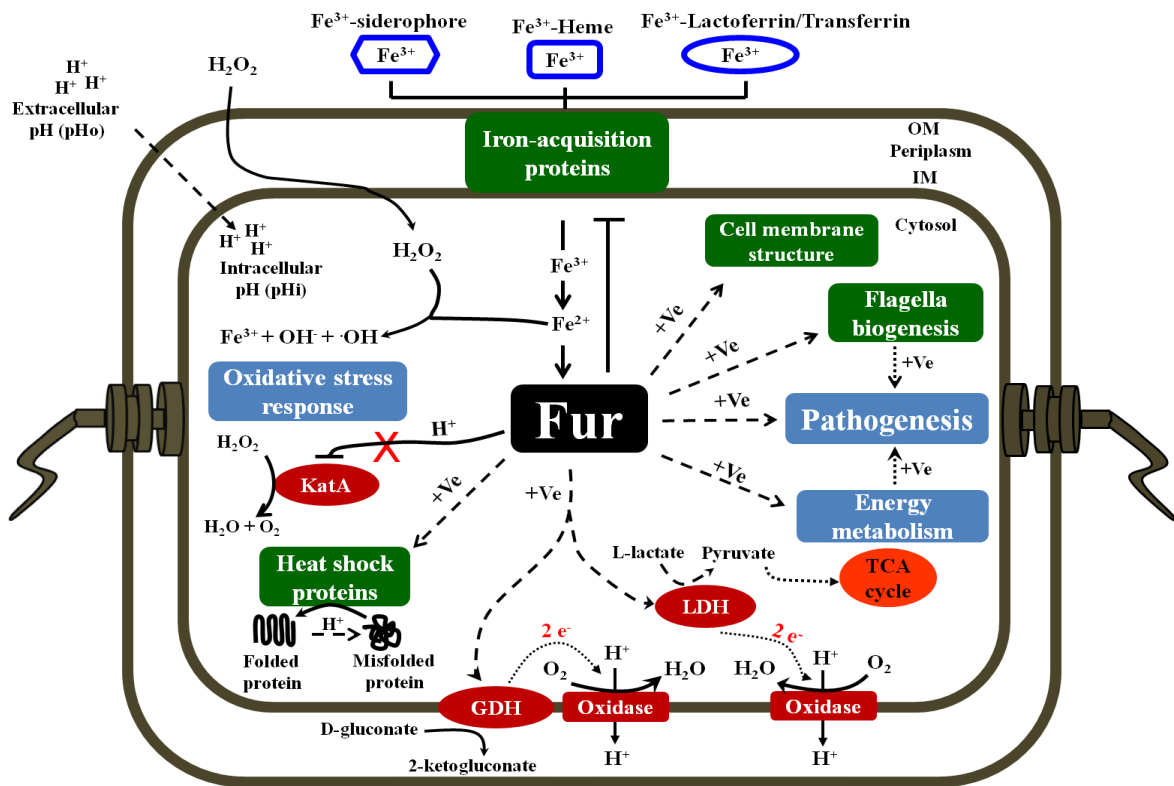 Fe³⁺-siderophore
Fe³⁺
Fe³⁺-Heme
Fe³⁺
Fe³⁺-Lactoferrin/Transferrin
Fe³⁺
H⁺
H⁺ H⁺
Extracellular
pH (pHo)
H₂O₂
Iron-acquisition
proteins
OM
Periplasm
IM
Cytosol
H⁺ H⁺
H⁺
Intracellular
pH (pHi)
H₂O₂
Fe³⁺
Fe²⁺
Fe³⁺ + OH⁻ + ·OH
Cell membrane
structure
+Ve
Flagella
biogenesis
+Ve
+Ve
Oxidative stress
response
Fur
+Ve
Pathogenesis
H⁺
X
H₂O₂
KatA
H₂O + O₂
+Ve
+Ve
+Ve
+Ve
Energy
metabolism
TCA
cycle
Heat shock
proteins
H⁺
Folded
protein
Misfolded
protein
L-lactate
Pyruvate
LDH
2 e⁻
2 e⁻
O₂
H⁺
H₂O
H₂O
H⁺
O₂
GDH
Oxidase
Oxidase
D-gluconate
2-ketogluconate
H⁺
H⁺